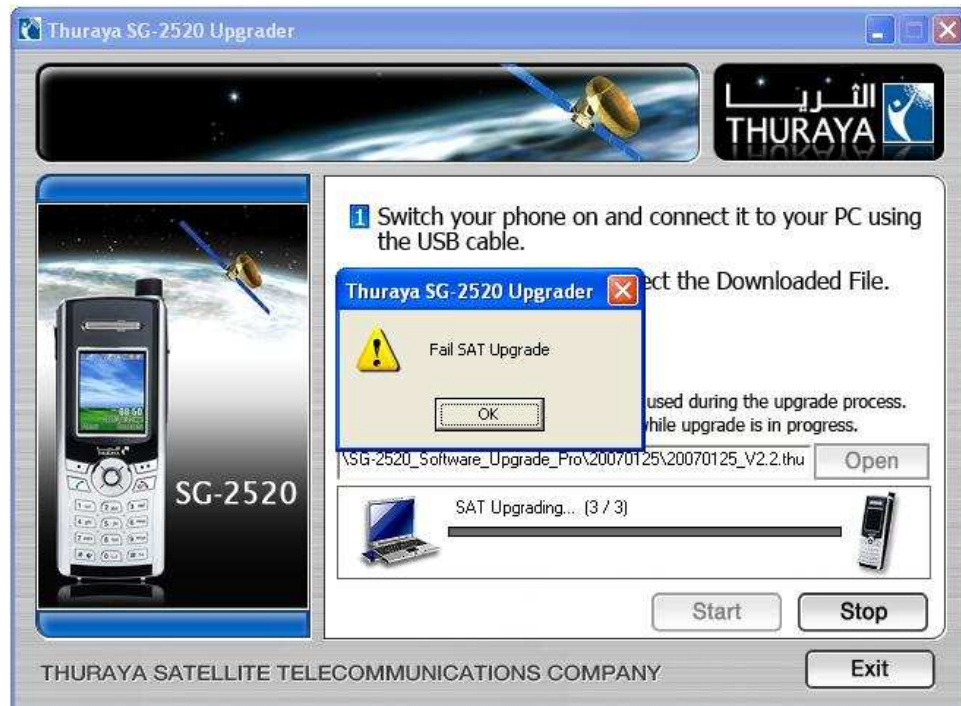 Thuraya SG-2520 Upgrader
الثريا
THURAYA
1 Switch your phone on and connect it to your PC using
the USB cable.
ect the Downloaded File.
Thuraya SG-2520 Upgrader
Fail SAT Upgrade
OK
used during the upgrade process.
while upgrade is in progress.
\SG-2520_Software_Upgrade_Pro\20070125\20070125_V2.2.thu
Open
SG-2520
SAT Upgrading... (3 / 3)
Start
Stop
THURAYA SATELLITE TELECOMMUNICATIONS COMPANY
Exit